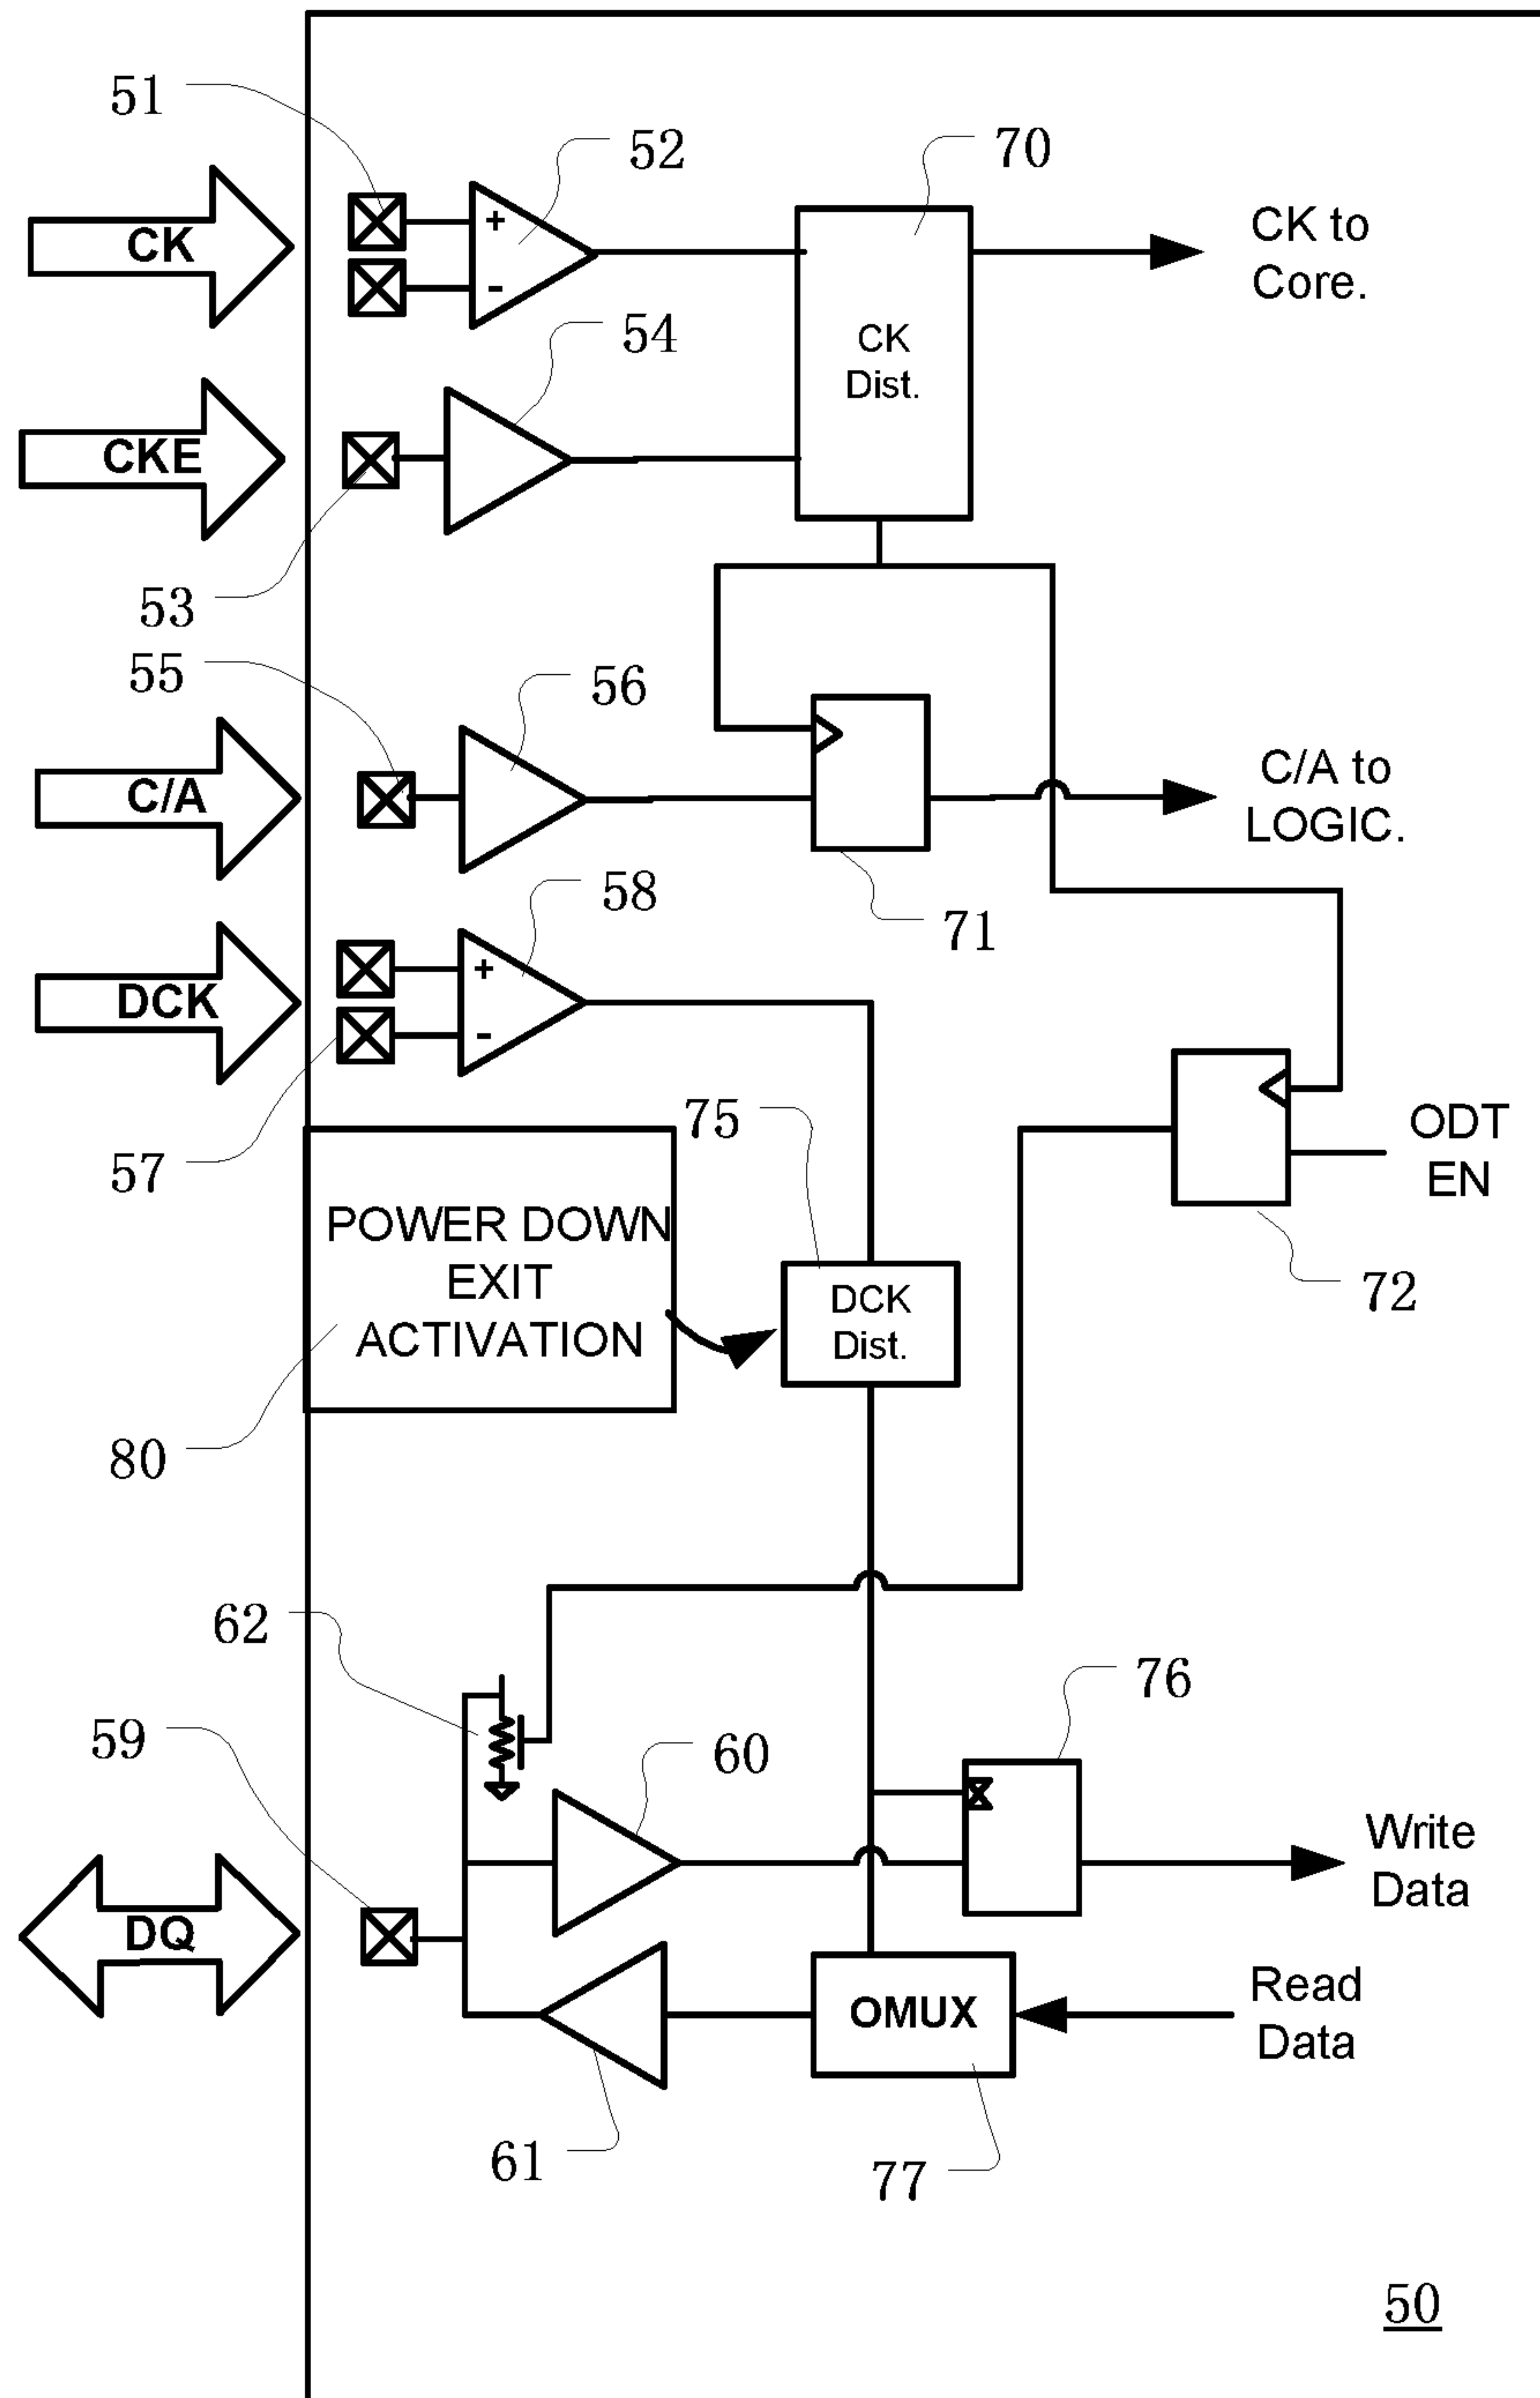 51
52
70
CK
+
-
CK to
Core.
54
CK
Dist.
CKE
53
55
56
C/A
C/A to
LOGIC.
58
71
DCK
+
-
75
ODT
EN
57
POWER DOWN
EXIT
ACTIVATION
DCK
Dist.
72
80
62
76
59
60
Write
Data
DQ
OMUX
Read
Data
61
77
50